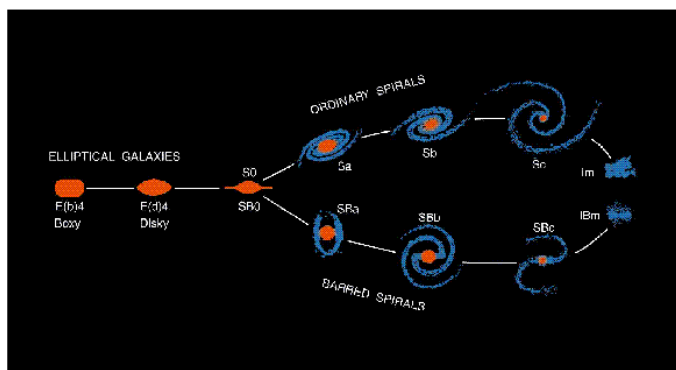 ORDINARY SPIRALS
ELLIPTICAL GALAXIES
Sa
Sb
Sc
Im
S0
SB0
E(b)4
Boxy
E(d)4
Disky
SBa
SBb
SBc
IBm
BARRED SPIRALS